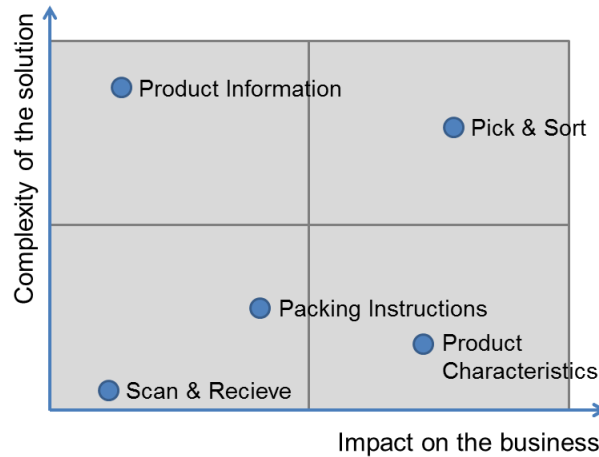 Complexity of the solution
Product Information
Pick & Sort
Packing Instructions
Product
Characteristics
Scan & Recieve
Impact on the business